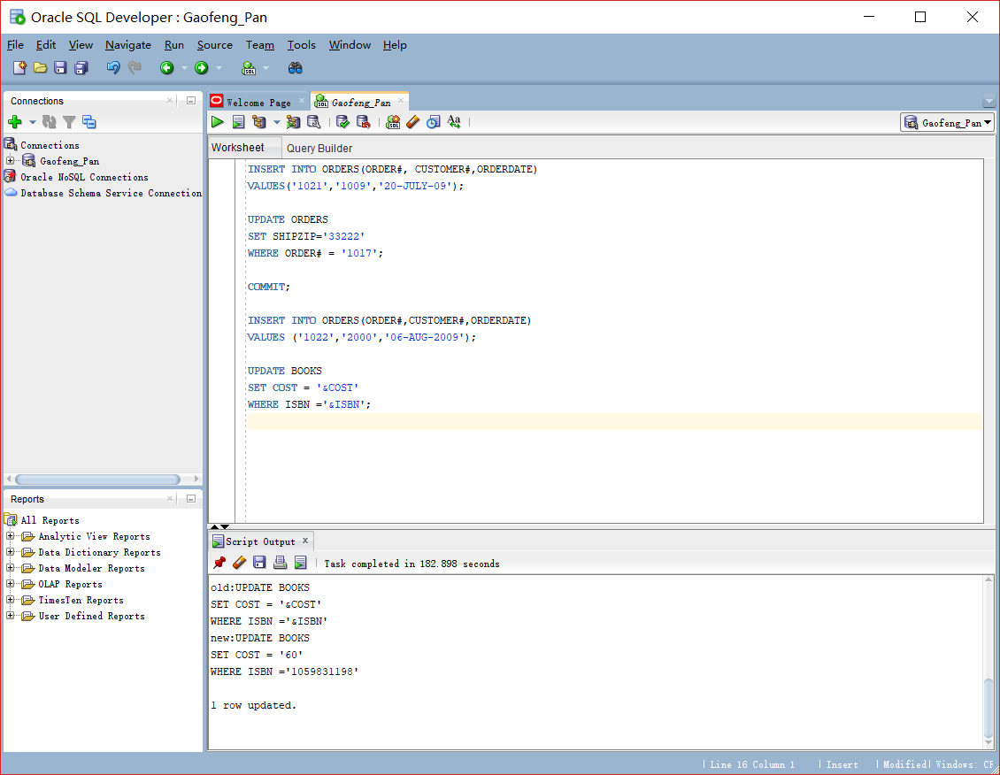 Oracle SQL Developer : Gaofeng_Pan
File Edit View Navigate Run Source Team Tools Window Help
Connections
Connections
Gaofeng_Pan
Oracle NoSQL Connections
Database Schema Service Connection
Reports
All Reports
Analytic View Reports
Data Dictionary Reports
Data Modeler Reports
OLAP Reports
TimesTen Reports
User Defined Reports
Welcome Page
Gaofeng_Pan
Gaofeng_Pan
Worksheet Query Builder
INSERT INTO ORDERS(ORDER#, CUSTOMER#,ORDERDATE)
VALUES('1021','1009','20-JULY-09');
UPDATE ORDERS
SET SHIPZIP='33222'
WHERE ORDER# = '1017';
COMMIT;
INSERT INTO ORDERS(ORDER#,CUSTOMER#,ORDERDATE)
VALUES ('1022','2000','06-AUG-2009');
UPDATE BOOKS
SET COST = '&COST'
WHERE ISBN ='&ISBN';
Script Output
Task completed in 182.898 seconds
old:UPDATE BOOKS
SET COST = '&COST'
WHERE ISBN ='&ISBN'
new:UPDATE BOOKS
SET COST = '60'
WHERE ISBN ='1059831198'
1 row updated.
| Line 16 Column 1 | Insert | Modified| Windows: CF